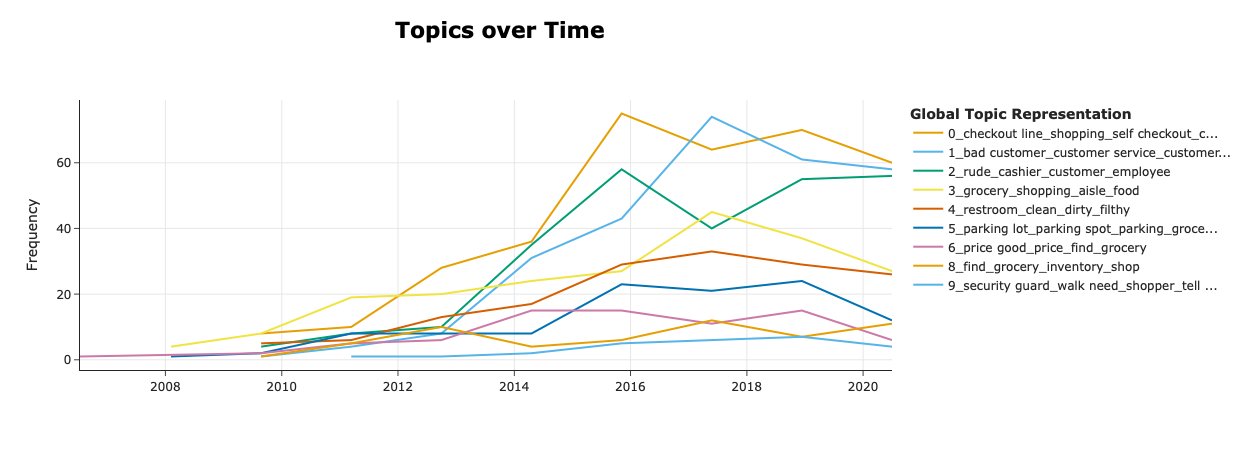 Topics over Time
Global Topic Representation
0_checkout line_shopping_self checkout_c...
1_bad customer_customer service_customer...
2_rude_cashier_customer_employee
3_grocery_shopping_aisle_food
4_restroom_clean_dirty_filthy
5_parking lot_parking spot_parking_groce...
6_price good_price_find_grocery
8_find_grocery_inventory_shop
9_security guard_walk need_shopper_tell ...
Frequency
60
40
20
0
2008 2010 2012 2014 2016 2018 2020